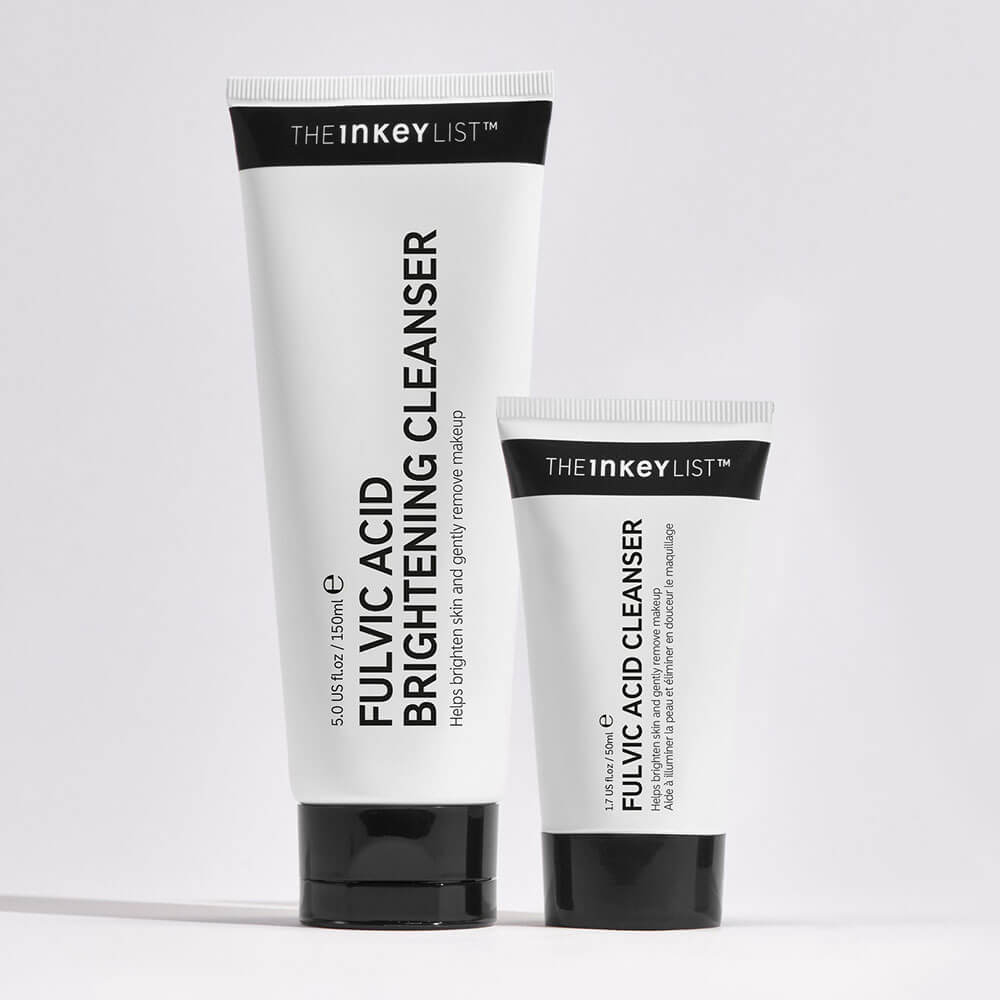 THE INKEY LIST™
5.0 US fl.oz / 150ml ℮
FULVIC ACID
BRIGHTENING CLEANSER
Helps brighten skin and gently remove makeup
THE INKEY LIST™
1.7 US fl.oz / 50ml ℮
FULVIC ACID CLEANSER
Helps brighten skin and gently remove makeup
Aide à illuminer la peau et éliminer en douceur le maquillage